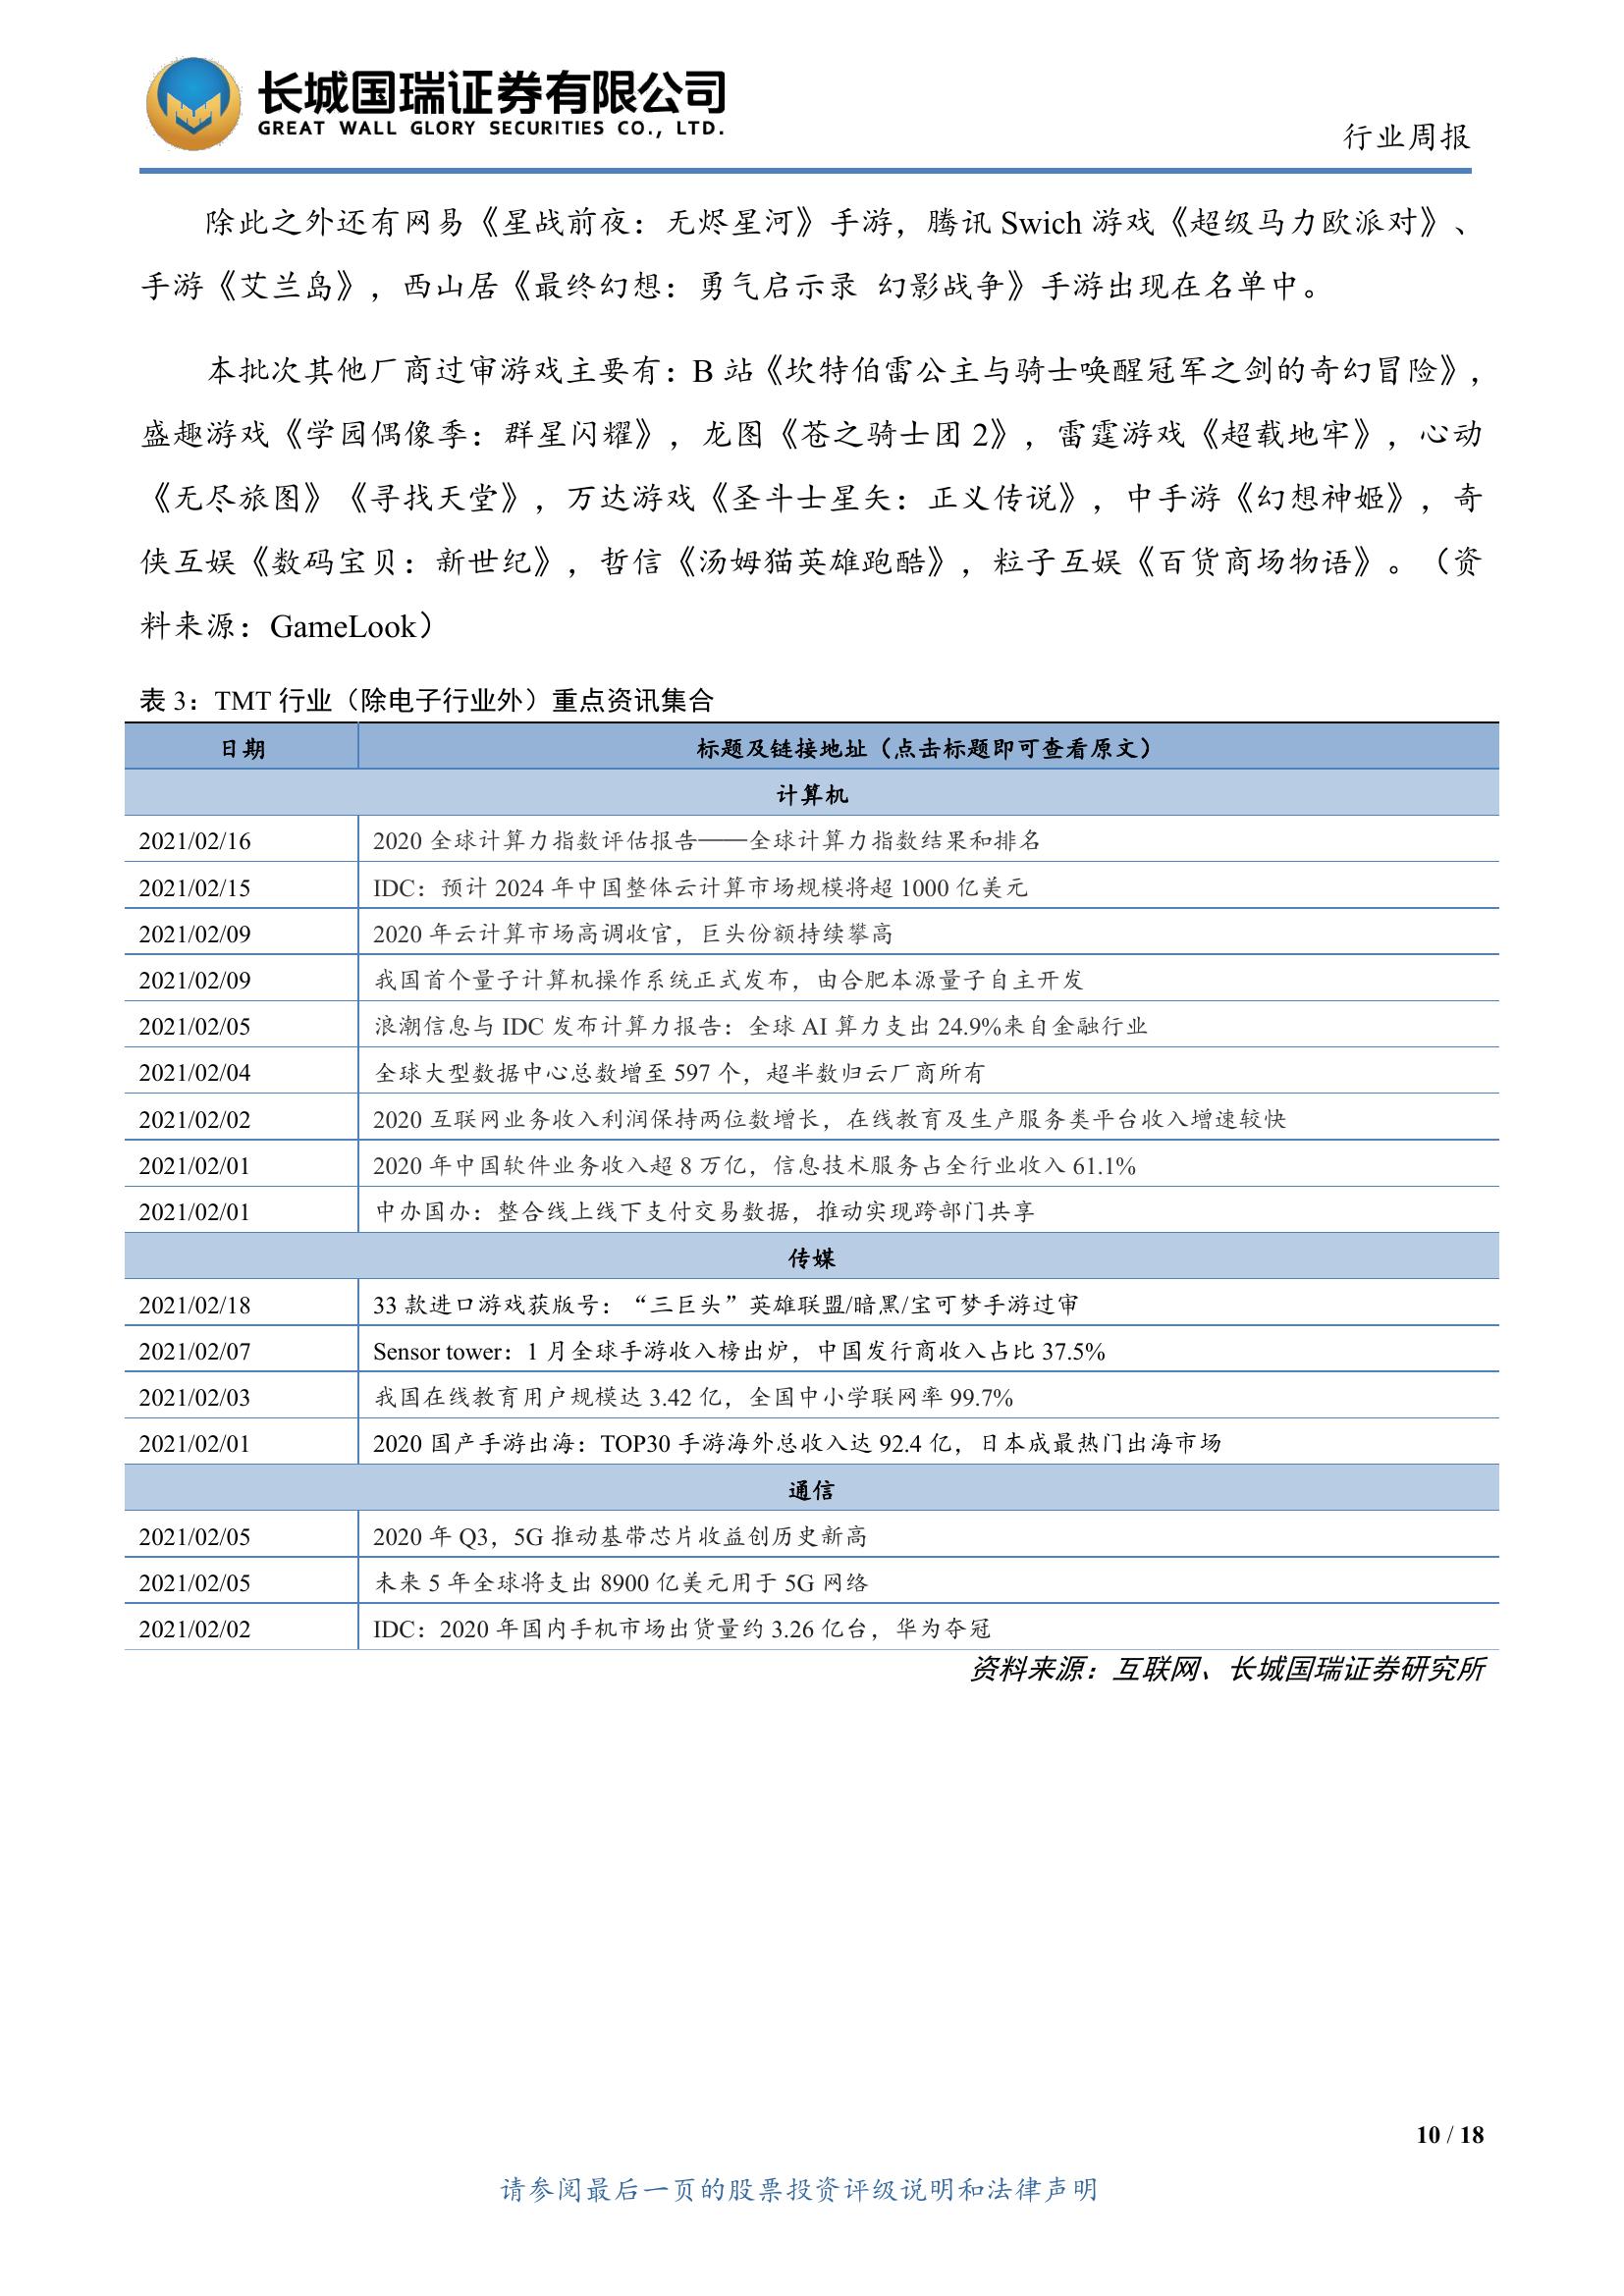 长城国瑞证券有限公司
GREAT WALL GLORY SECURITIES CO., LTD.
行业周报
除此之外还有网易《星战前夜：无烬星河》手游，腾讯 Swich 游戏《超级马力欧派对》、
手游《艾兰岛》，西山居《最终幻想：勇气启示录 幻影战争》手游出现在名单中。
本批次其他厂商过审游戏主要有：B 站《坎特伯雷公主与骑士唤醒冠军之剑的奇幻冒险》，
盛趣游戏《学园偶像季：群星闪耀》，龙图《苍之骑士团 2》，雷霆游戏《超载地牢》，心动
《无尽旅图》《寻找天堂》，万达游戏《圣斗士星矢：正义传说》，中手游《幻想神姬》，奇
侠互娱《数码宝贝：新世纪》，哲信《汤姆猫英雄跑酷》，粒子互娱《百货商场物语》。（资
料来源：GameLook）
表 3：TMT 行业（除电子行业外）重点资讯集合
日期 标题及链接地址（点击标题即可查看原文）
计算机
2021/02/16 2020 全球计算力指数评估报告——全球计算力指数结果和排名
2021/02/15 IDC：预计 2024 年中国整体云计算市场规模将超 1000 亿美元
2021/02/09 2020 年云计算市场高调收官，巨头份额持续攀高
2021/02/09 我国首个量子计算机操作系统正式发布，由合肥本源量子自主开发
2021/02/05 浪潮信息与 IDC 发布计算力报告：全球 AI 算力支出 24.9%来自金融行业
2021/02/04 全球大型数据中心总数增至 597 个，超半数归云厂商所有
2021/02/02 2020 互联网业务收入利润保持两位数增长，在线教育及生产服务类平台收入增速较快
2021/02/01 2020 年中国软件业务收入超 8 万亿，信息技术服务占全行业收入 61.1%
2021/02/01 中办国办：整合线上线下支付交易数据，推动实现跨部门共享
传媒
2021/02/18 33 款进口游戏获版号：“三巨头”英雄联盟/暗黑/宝可梦手游过审
2021/02/07 Sensor tower：1 月全球手游收入榜出炉，中国发行商收入占比 37.5%
2021/02/03 我国在线教育用户规模达 3.42 亿，全国中小学联网率 99.7%
2021/02/01 2020 国产手游出海：TOP30 手游海外总收入达 92.4 亿，日本成最热门出海市场
通信
2021/02/05 2020 年 Q3，5G 推动基带芯片收益创历史新高
2021/02/05 未来 5 年全球将支出 8900 亿美元用于 5G 网络
2021/02/02 IDC：2020 年国内手机市场出货量约 3.26 亿台，华为夺冠
资料来源：互联网、长城国瑞证券研究所
10 / 18
请参阅最后一页的股票投资评级说明和法律声明